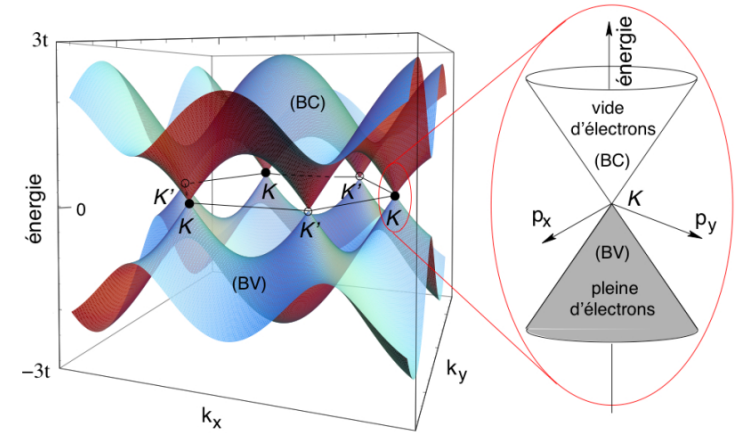 3t
énergie
0
−3t
(BC)
K'
K
K'
K
K'
K
(BV)
kx
ky
énergie
vide
d'électrons
(BC)
K
px
py
(BV)
pleine
d'électrons